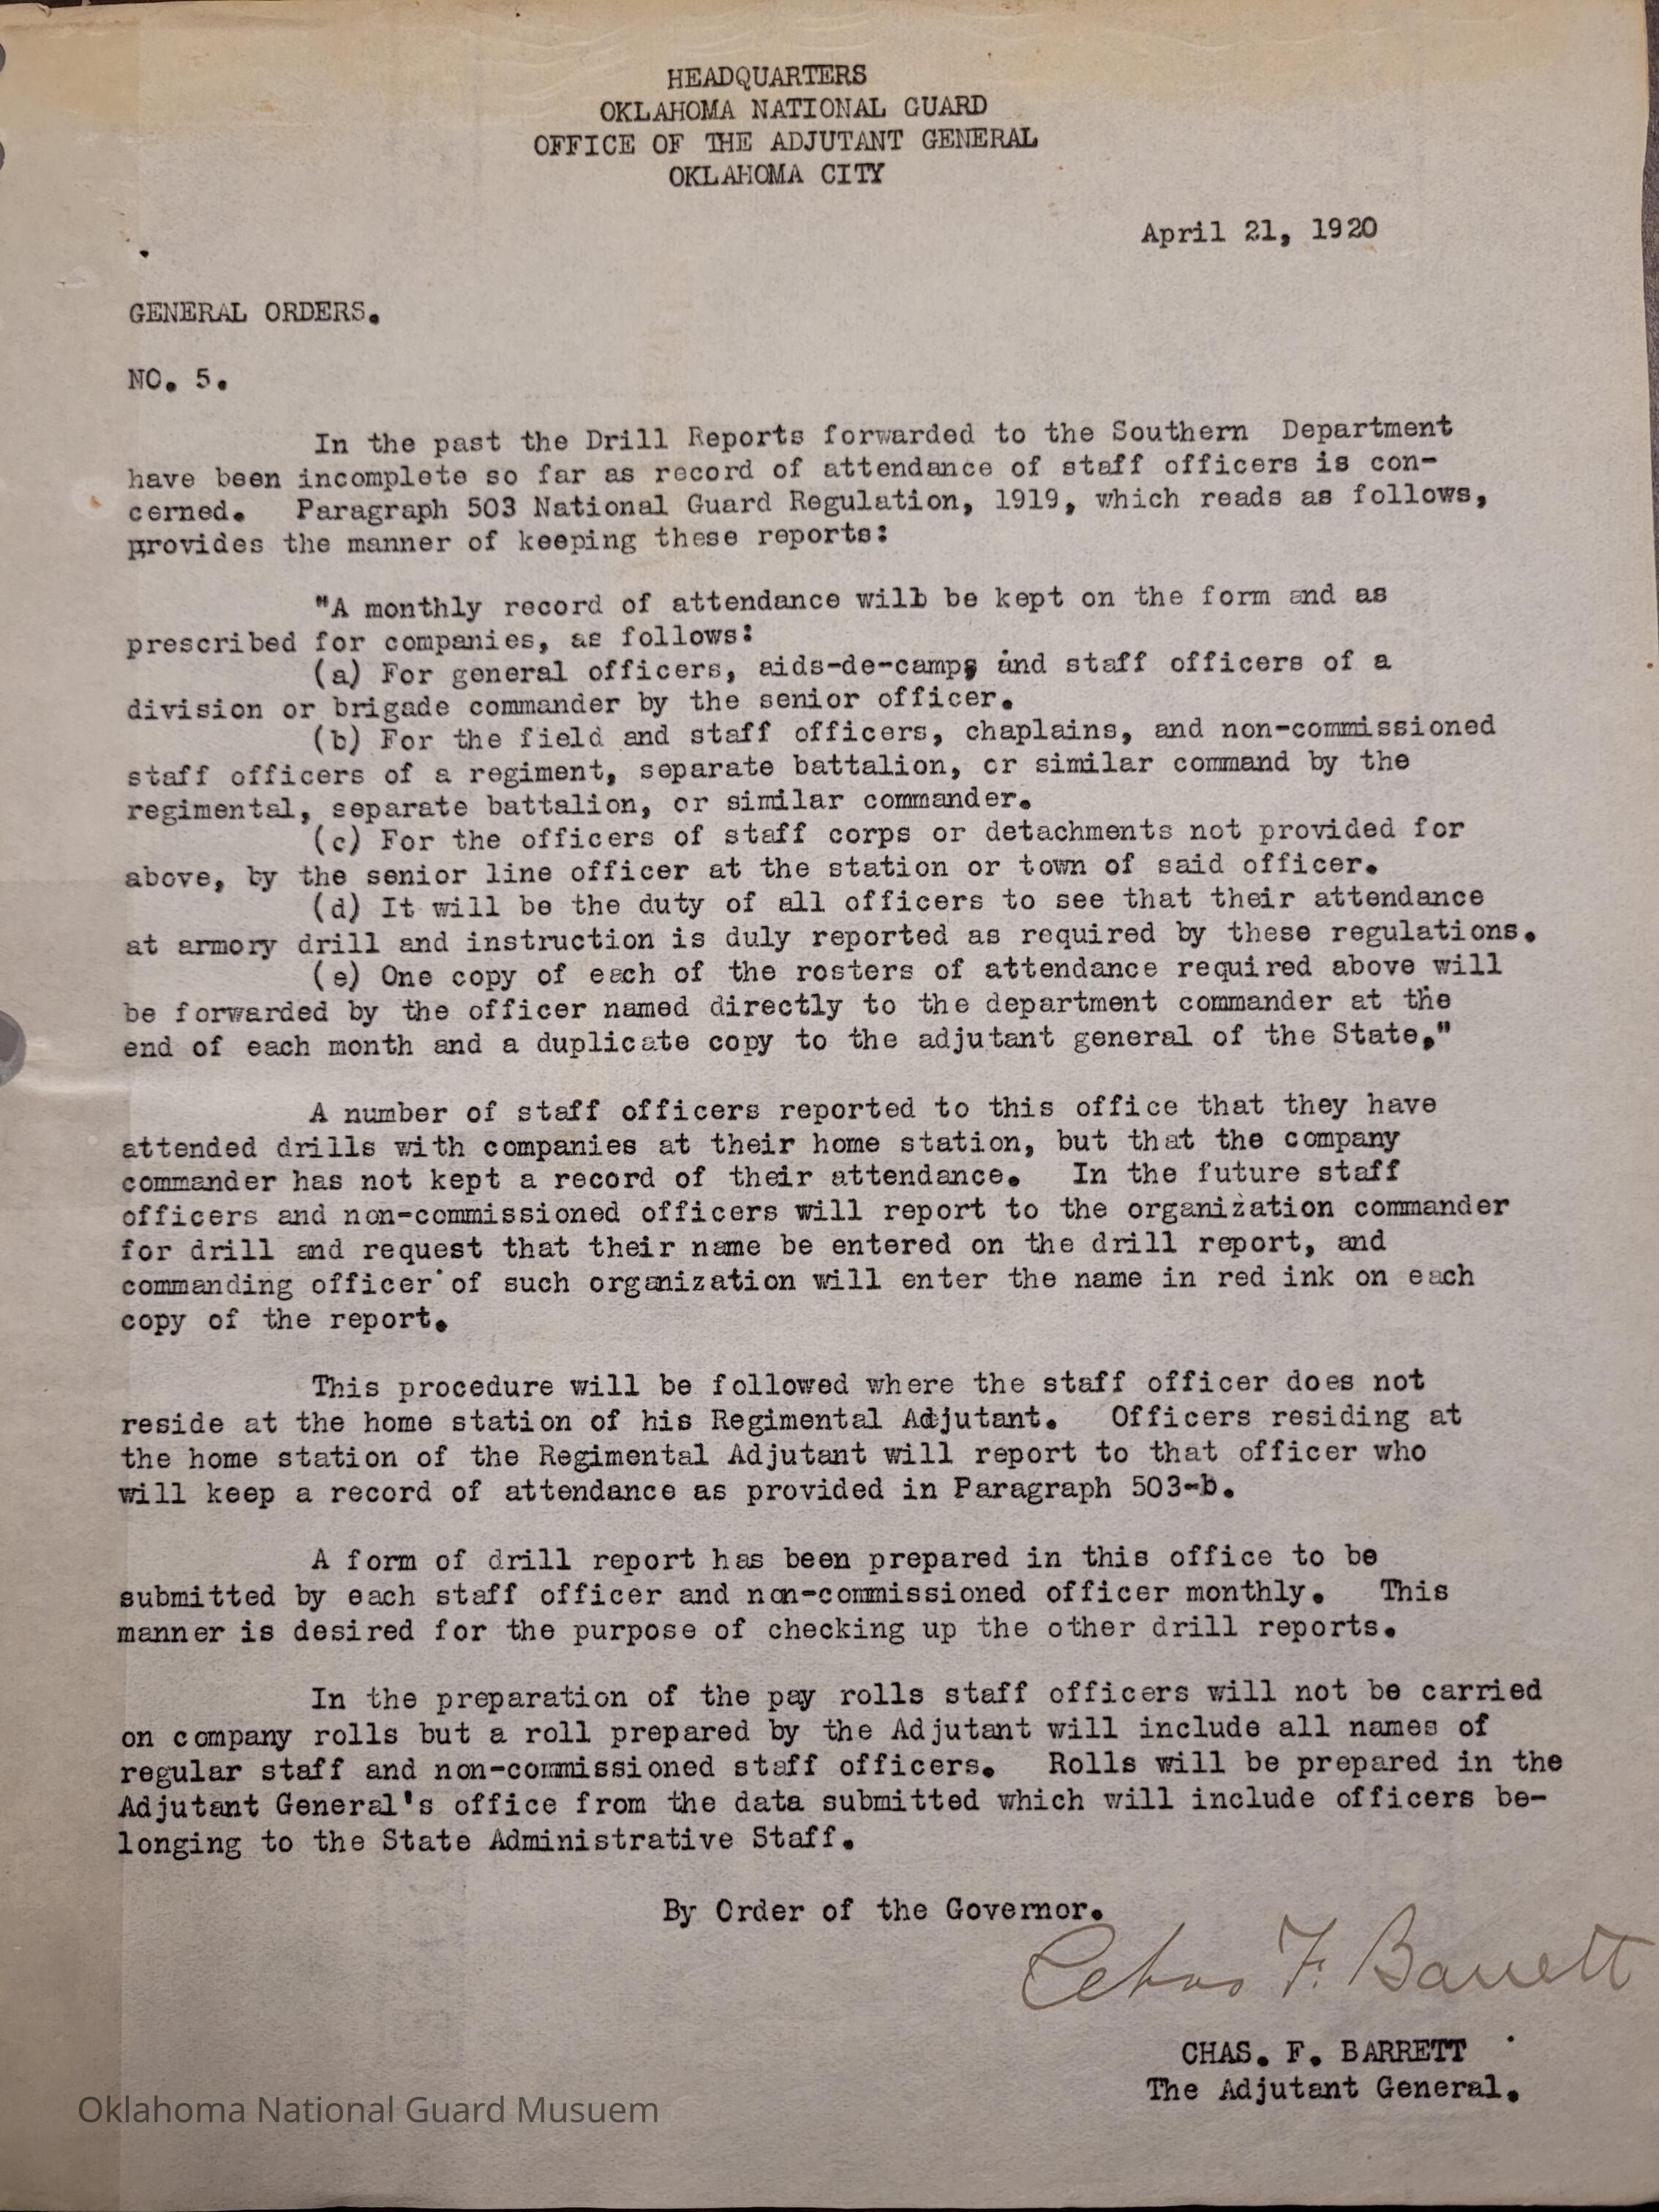 HEADQUARTERS
OKLAHOMA NATIONAL GUARD
OFFICE OF THE ADJUTANT GENERAL
OKLAHOMA CITY
April 21, 1920
GENERAL ORDERS.
NO. 5.
In the past the Drill Reports forwarded to the Southern Department
have been incomplete so far as record of attendance of staff officers is con-
cerned. Paragraph 503 National Guard Regulation, 1919, which reads as follows,
provides the manner of keeping these reports:
"A monthly record of attendance will be kept on the form and as
prescribed for companies, as follows:
(a) For general officers, aids-de-camp, and staff officers of a
division or brigade commander by the senior officer.
(b) For the field and staff officers, chaplains, and non-commissioned
staff officers of a regiment, separate battalion, or similar command by the
regimental, separate battalion, or similar commander.
(c) For the officers of staff corps or detachments not provided for
above, by the senior line officer at the station or town of said officer.
(d) It will be the duty of all officers to see that their attendance
at armory drill and instruction is duly reported as required by these regulations.
(e) One copy of each of the rosters of attendance required above will
be forwarded by the officer named directly to the department commander at the
end of each month and a duplicate copy to the adjutant general of the State."
A number of staff officers reported to this office that they have
attended drills with companies at their home station, but that the company
commander has not kept a record of their attendance. In the future staff
officers and non-commissioned officers will report to the organization commander
for drill and request that their name be entered on the drill report, and
commanding officer of such organization will enter the name in red ink on each
copy of the report.
This procedure will be followed where the staff officer does not
reside at the home station of his Regimental Adjutant. Officers residing at
the home station of the Regimental Adjutant will report to that officer who
will keep a record of attendance as provided in Paragraph 503-b.
A form of drill report has been prepared in this office to be
submitted by each staff officer and non-commissioned officer monthly. This
manner is desired for the purpose of checking up the other drill reports.
In the preparation of the pay rolls staff officers will not be carried
on company rolls but a roll prepared by the Adjutant will include all names of
regular staff and non-commissioned staff officers. Rolls will be prepared in the
Adjutant General's office from the data submitted which will include officers be-
longing to the State Administrative Staff.
By Order of the Governor.
Chas F. Barrett
CHAS. F. BARRETT
The Adjutant General.
Oklahoma National Guard Musuem